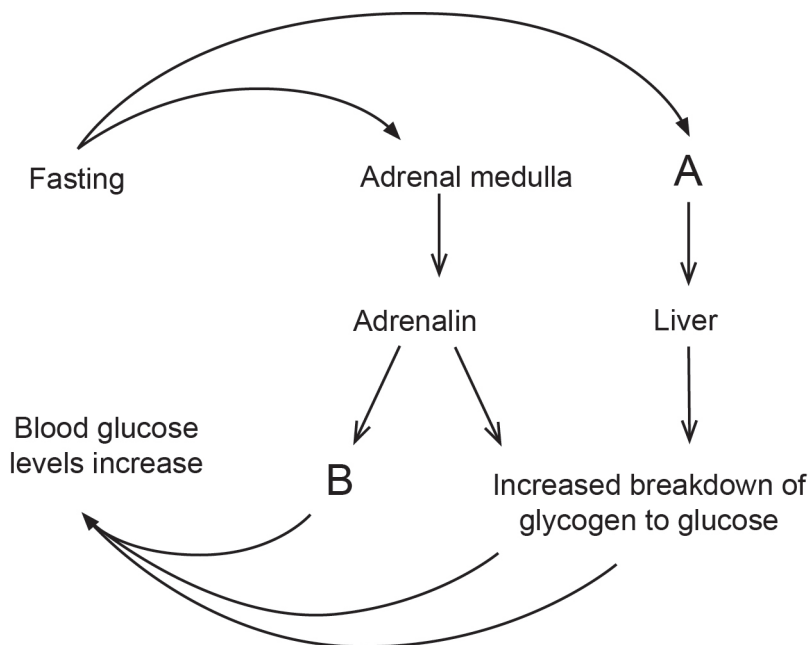 Fasting
Adrenal medulla
A
Adrenalin
Liver
Blood glucose
levels increase
B
Increased breakdown of
glycogen to glucose